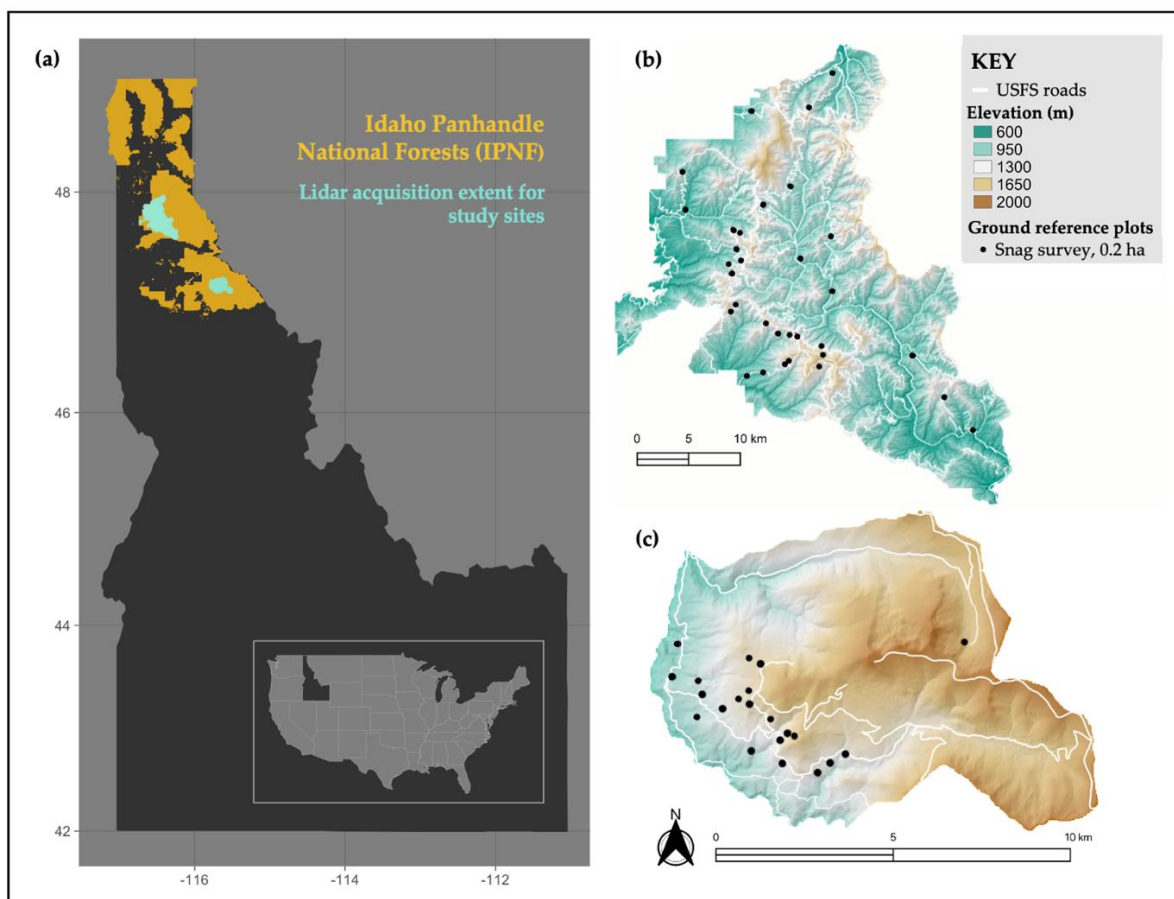 (a)
Idaho Panhandle
National Forests (IPNF)
Lidar acquisition extent for
study sites
48
46
44
42
-116
-114
-112
(b)
KEY
USFS roads
Elevation (m)
600
950
1300
1650
2000
Ground reference plots
Snag survey, 0.2 ha
0
5
10 km
(c)
N
0
5
10 km